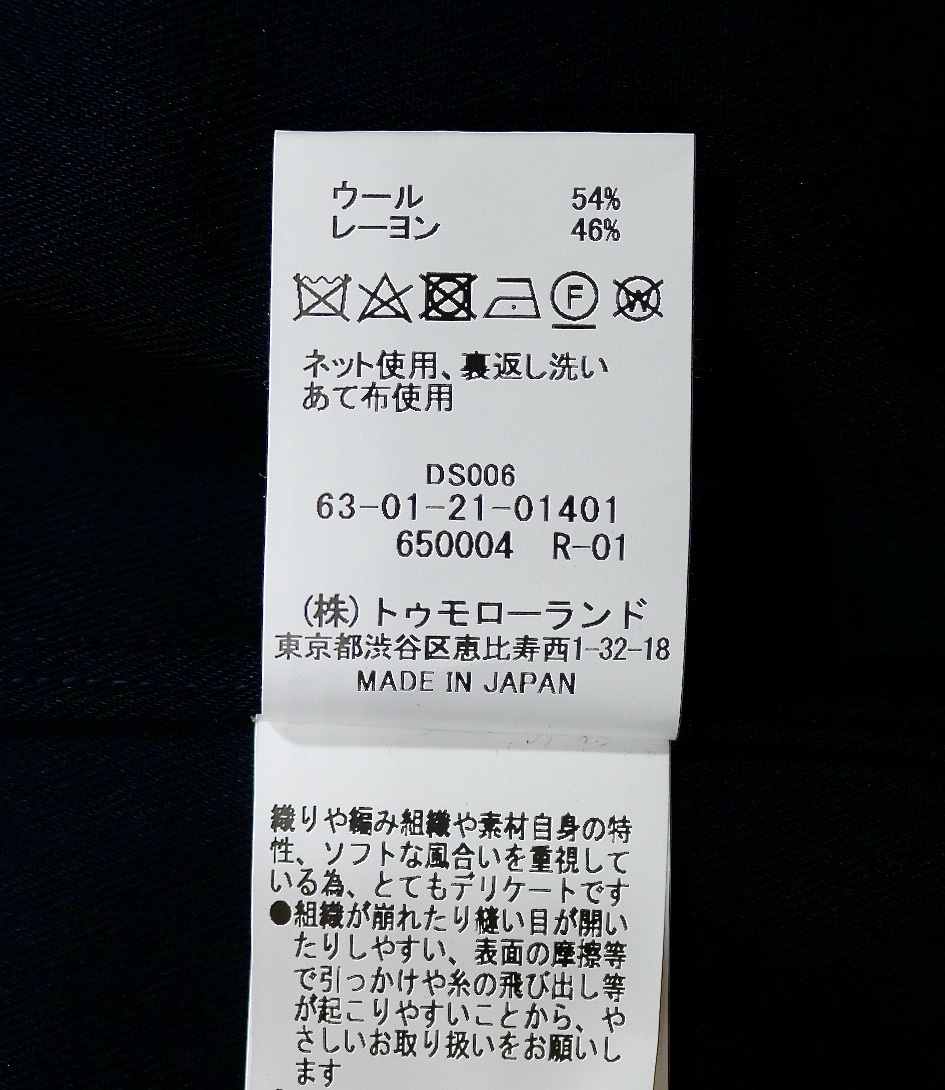 ウール 54%
レーヨン 46%
F W
ネット使用、裏返し洗い
あて布使用
DS006
63-01-21-01401
650004 R-01
(株)トゥモローランド
東京都渋谷区恵比寿西1-32-18
MADE IN JAPAN
織りや編み組織や素材自身の特
性、ソフトな風合いを重視して
いる為、とてもデリケートです
●組織が崩れたり縫い目が開い
たりしやすい、表面の摩擦等
で引っかけや糸の飛び出し等
が起こりやすいことから、や
さしいお取り扱いをお願いし
ます